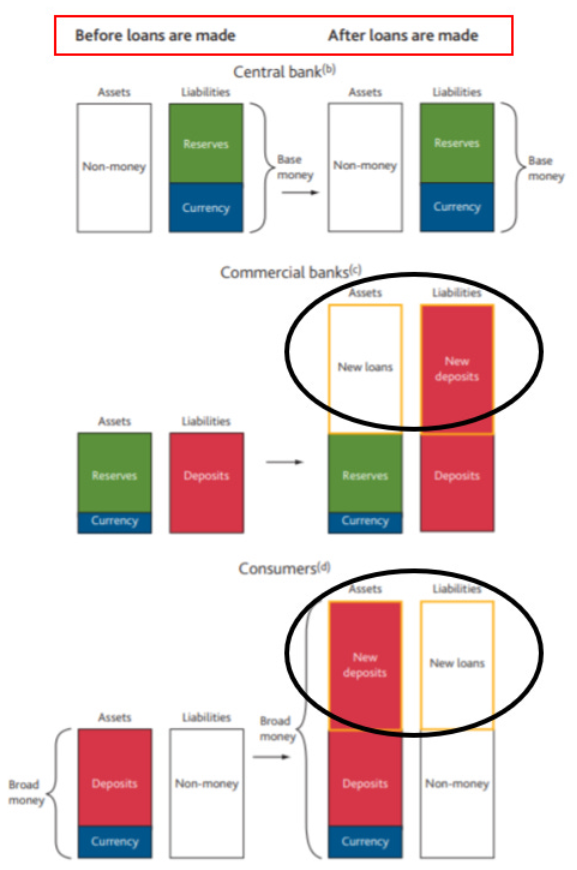 Before loans are made After loans are made
Central bank(b)
Assets Liabilities Assets Liabilities
Non-money Reserves Currency Base money Non-money Reserves Currency Base money
Commercial banks(c)
Assets Liabilities
New loans New deposits
Assets Liabilities
Reserves Deposits Reserves Deposits
Currency Currency
Consumers(d)
Assets Liabilities
New deposits New loans
Assets Liabilities Broad money
Broad money Deposits Non-money Deposits Non-money
Currency Currency